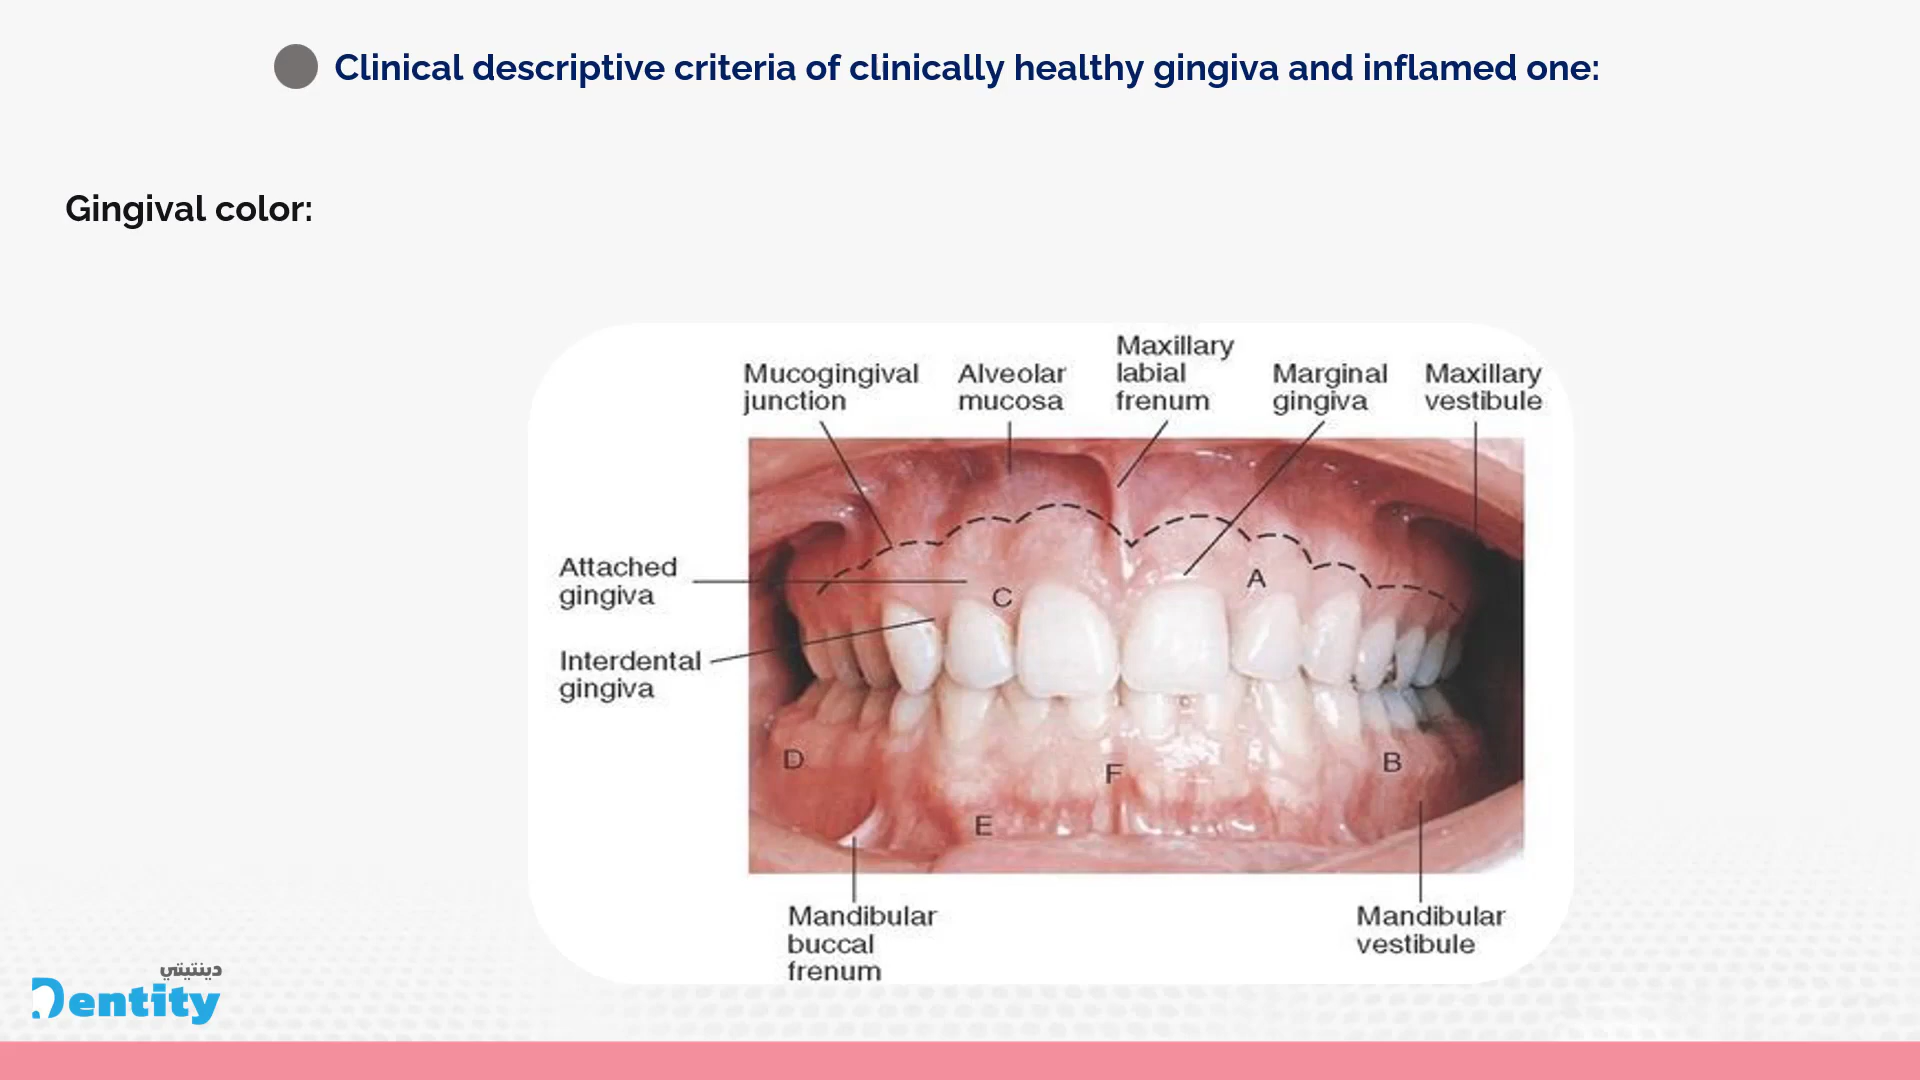 Clinical descriptive criteria of clinically healthy gingiva and inflamed one:
Gingival color:
Mucogingival
junction
Alveolar
mucosa
Maxillary
labial
frenum
Marginal
gingiva
Maxillary
vestibule
Attached
gingiva
Interdental
gingiva
A
C
D
B
F
E
Mandibular
buccal
frenum
Mandibular
vestibule
دينتيتي
Dentity